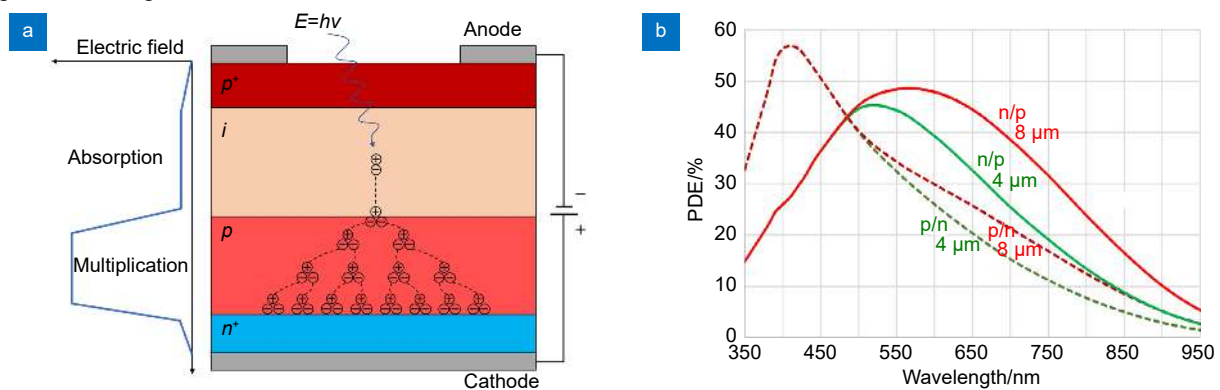 a
E=hv
Anode
Electric field
p+
i
Absorption
−
+
p
Multiplication
n+
Cathode
b
60
50
40
30
20
10
0
PDE/%
n/p
8 μm
n/p
4 μm
p/n
4 μm
p/n
8 μm
350 450 550 650 750 850 950
Wavelength/nm